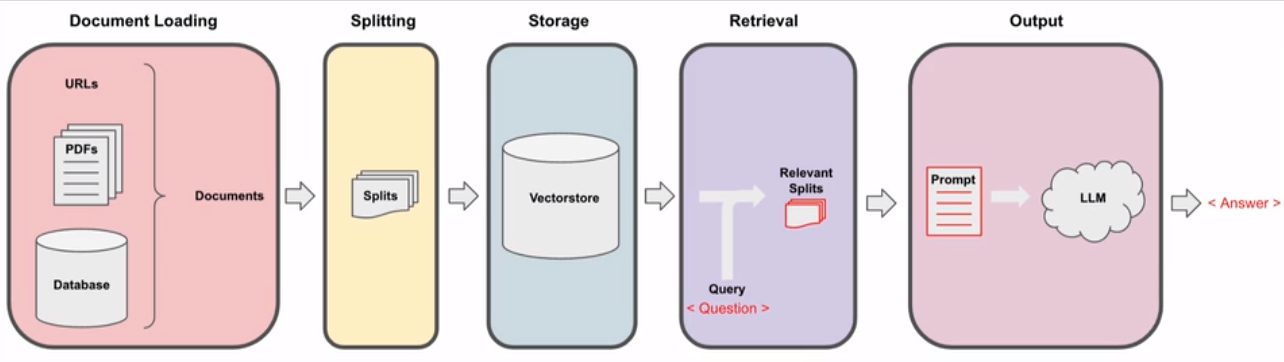 Document Loading
Splitting
Storage
Retrieval
Output
URLs
PDFs
Database
Documents
Splits
Vectorstore
Relevant
Splits
Query
< Question >
Prompt
LLM
< Answer >